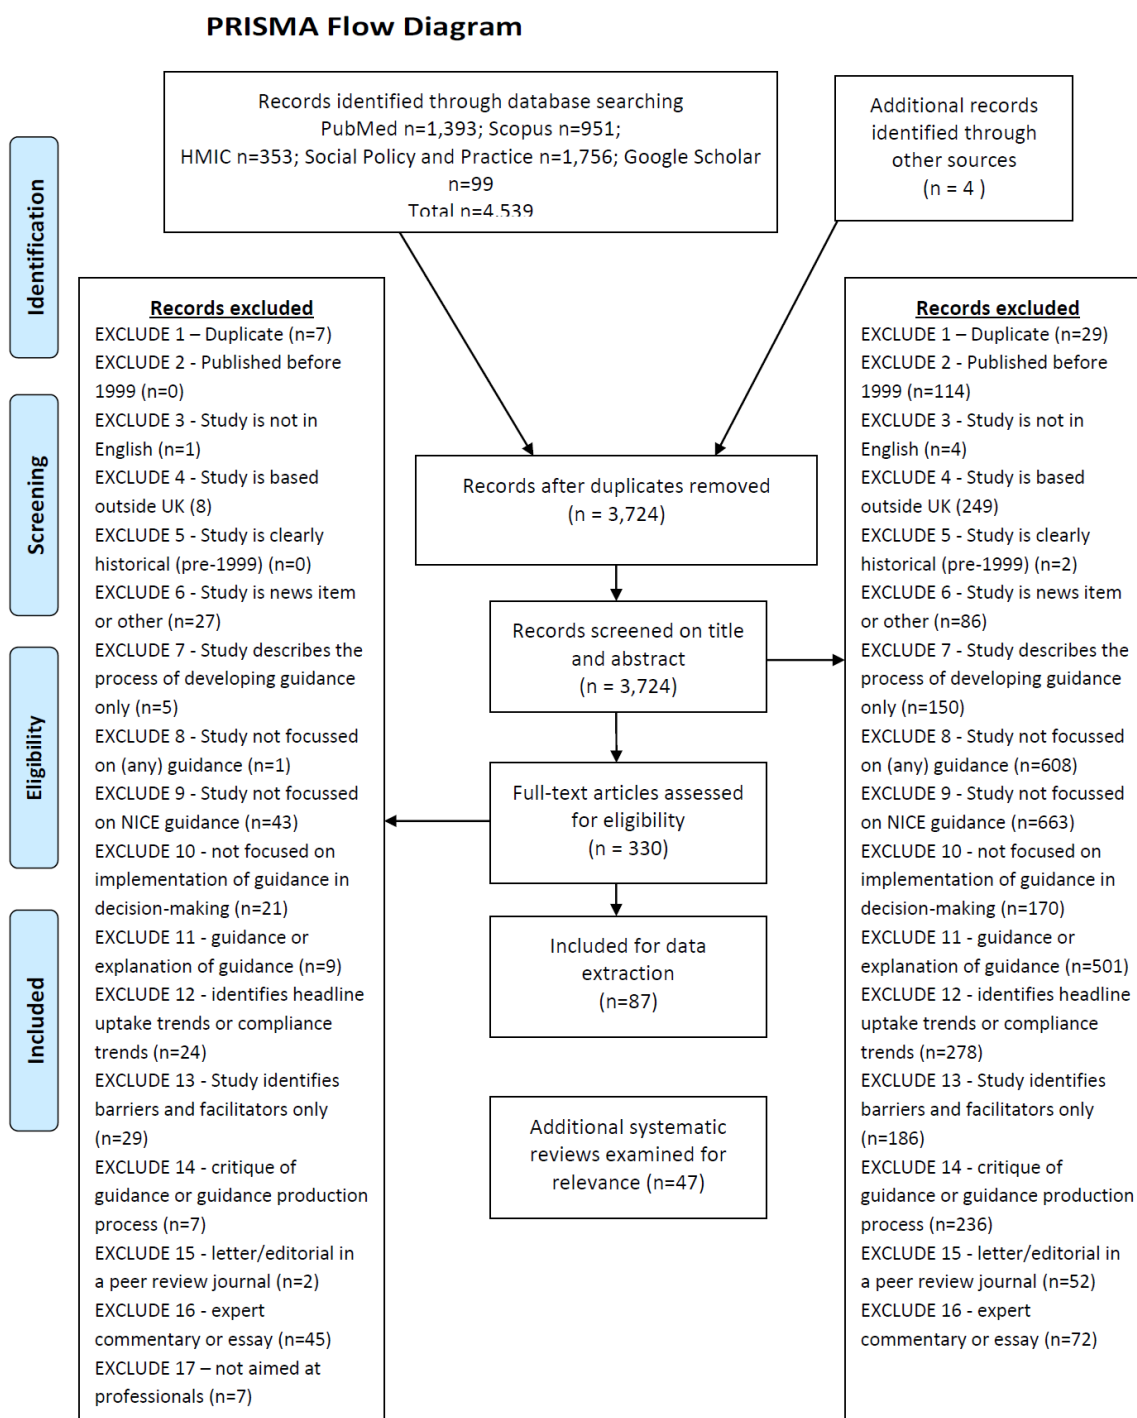 PRISMA Flow Diagram
Records identified through database searching
PubMed n=1,393; Scopus n=951;
HMIC n=353; Social Policy and Practice n=1,756; Google Scholar
n=99
Total n=4,539
Additional records
identified through
other sources
(n = 4 )
Identification
Screening
Eligibility
Included
Records excluded
EXCLUDE 1 – Duplicate (n=7)
EXCLUDE 2 - Published before
1999 (n=0)
EXCLUDE 3 - Study is not in
English (n=1)
EXCLUDE 4 - Study is based
outside UK (8)
EXCLUDE 5 - Study is clearly
historical (pre-1999) (n=0)
EXCLUDE 6 - Study is news item
or other (n=27)
EXCLUDE 7 - Study describes the
process of developing guidance
only (n=5)
EXCLUDE 8 - Study not focussed
on (any) guidance (n=1)
EXCLUDE 9 - Study not focussed
on NICE guidance (n=43)
EXCLUDE 10 - not focused on
implementation of guidance in
decision-making (n=21)
EXCLUDE 11 - guidance or
explanation of guidance (n=9)
EXCLUDE 12 - identifies headline
uptake trends or compliance
trends (n=24)
EXCLUDE 13 - Study identifies
barriers and facilitators only
(n=29)
EXCLUDE 14 - critique of
guidance or guidance production
process (n=7)
EXCLUDE 15 - letter/editorial in
a peer review journal (n=2)
EXCLUDE 16 - expert
commentary or essay (n=45)
EXCLUDE 17 – not aimed at
professionals (n=7)
Records after duplicates removed
(n = 3,724)
Records screened on title
and abstract
(n = 3,724)
Full-text articles assessed
for eligibility
(n = 330)
Included for data
extraction
(n=87)
Additional systematic
reviews examined for
relevance (n=47)
Records excluded
EXCLUDE 1 – Duplicate (n=29)
EXCLUDE 2 - Published before
1999 (n=114)
EXCLUDE 3 - Study is not in
English (n=4)
EXCLUDE 4 - Study is based
outside UK (249)
EXCLUDE 5 - Study is clearly
historical (pre-1999) (n=2)
EXCLUDE 6 - Study is news item
or other (n=86)
EXCLUDE 7 - Study describes the
process of developing guidance
only (n=150)
EXCLUDE 8 - Study not focussed
on (any) guidance (n=608)
EXCLUDE 9 - Study not focussed
on NICE guidance (n=663)
EXCLUDE 10 - not focused on
implementation of guidance in
decision-making (n=170)
EXCLUDE 11 - guidance or
explanation of guidance (n=501)
EXCLUDE 12 - identifies headline
uptake trends or compliance
trends (n=278)
EXCLUDE 13 - Study identifies
barriers and facilitators only
(n=186)
EXCLUDE 14 - critique of
guidance or guidance production
process (n=236)
EXCLUDE 15 - letter/editorial in
a peer review journal (n=52)
EXCLUDE 16 - expert
commentary or essay (n=72)